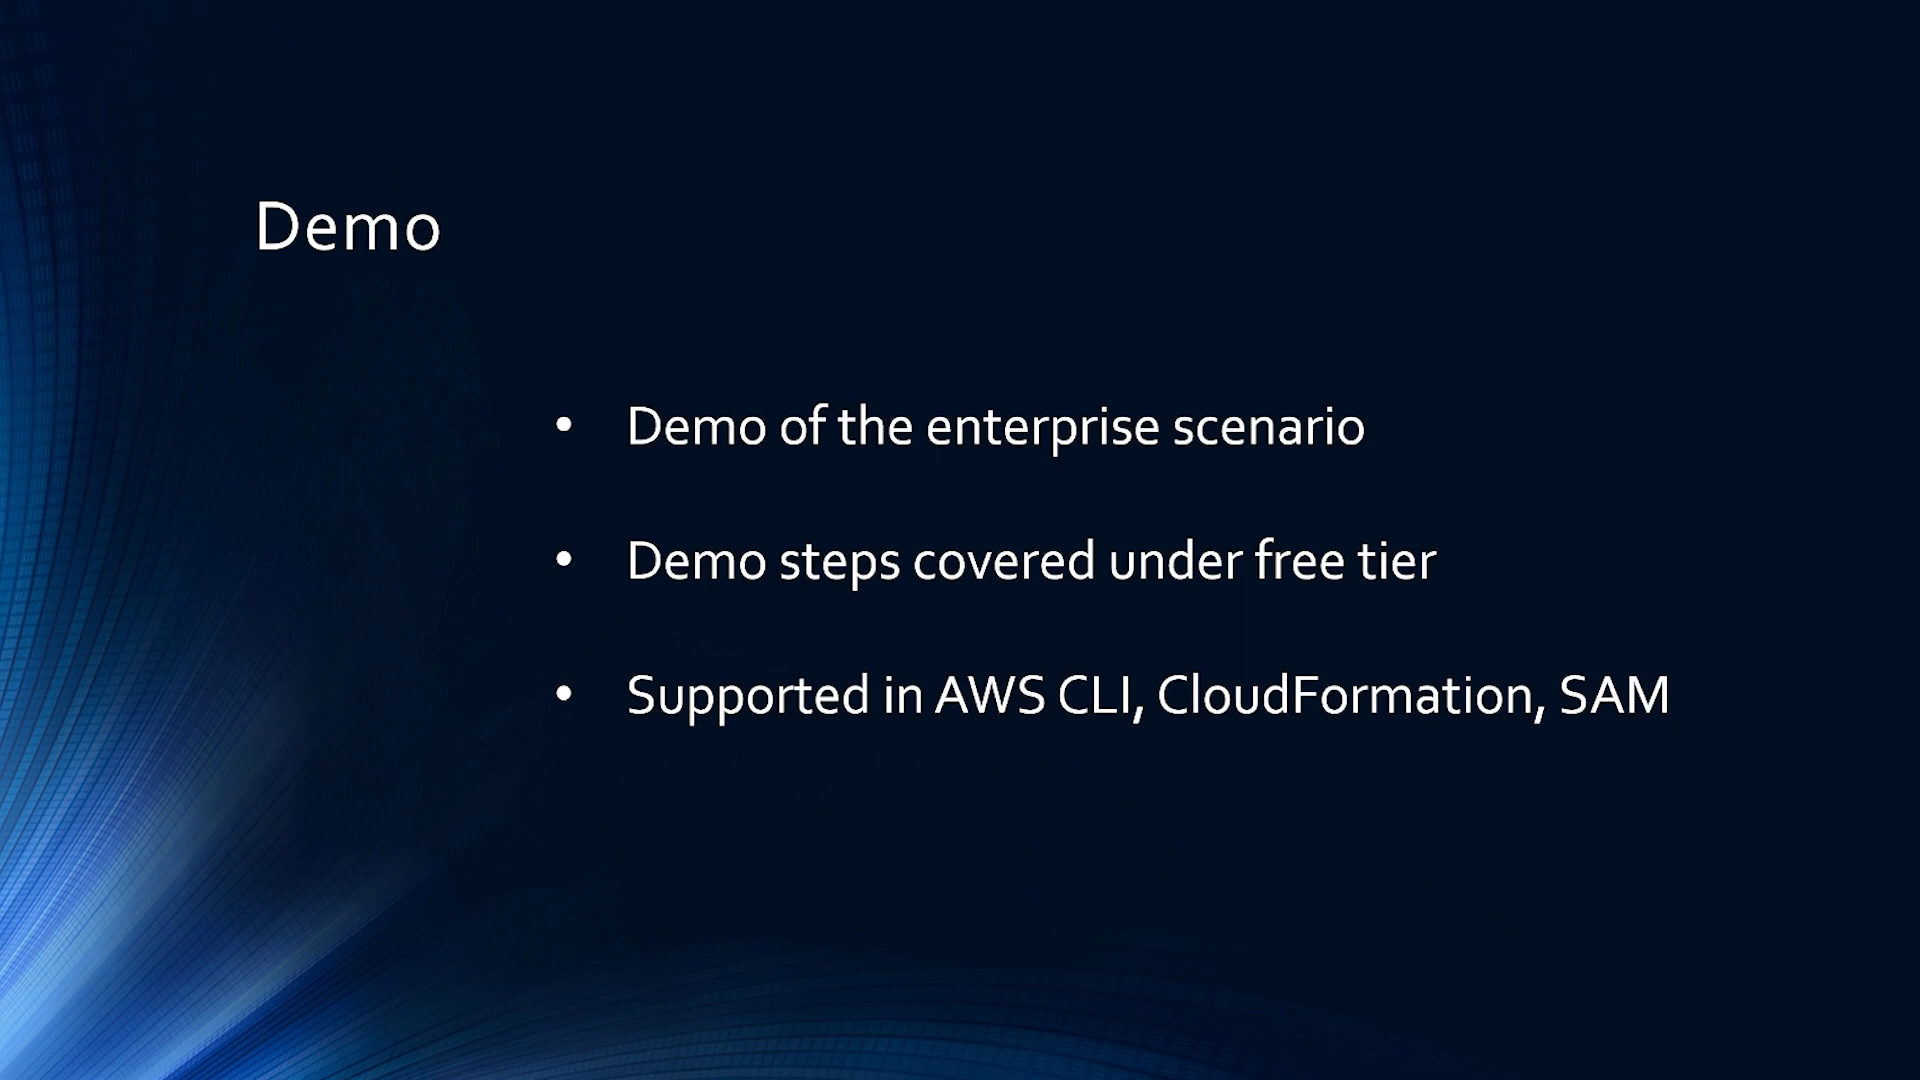 Demo
• Demo of the enterprise scenario
• Demo steps covered under free tier
• Supported in AWS CLI, CloudFormation, SAM